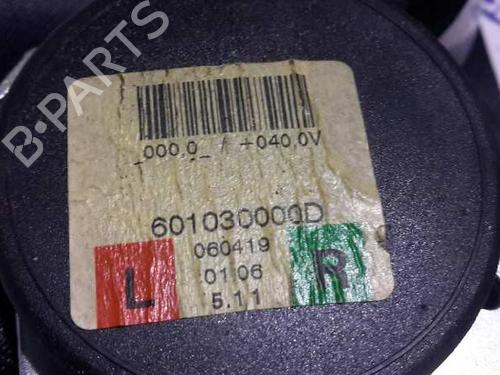 B-PARTS
_000,0_ / +040,0V
601030000D
060419
0106
5.11
L
R